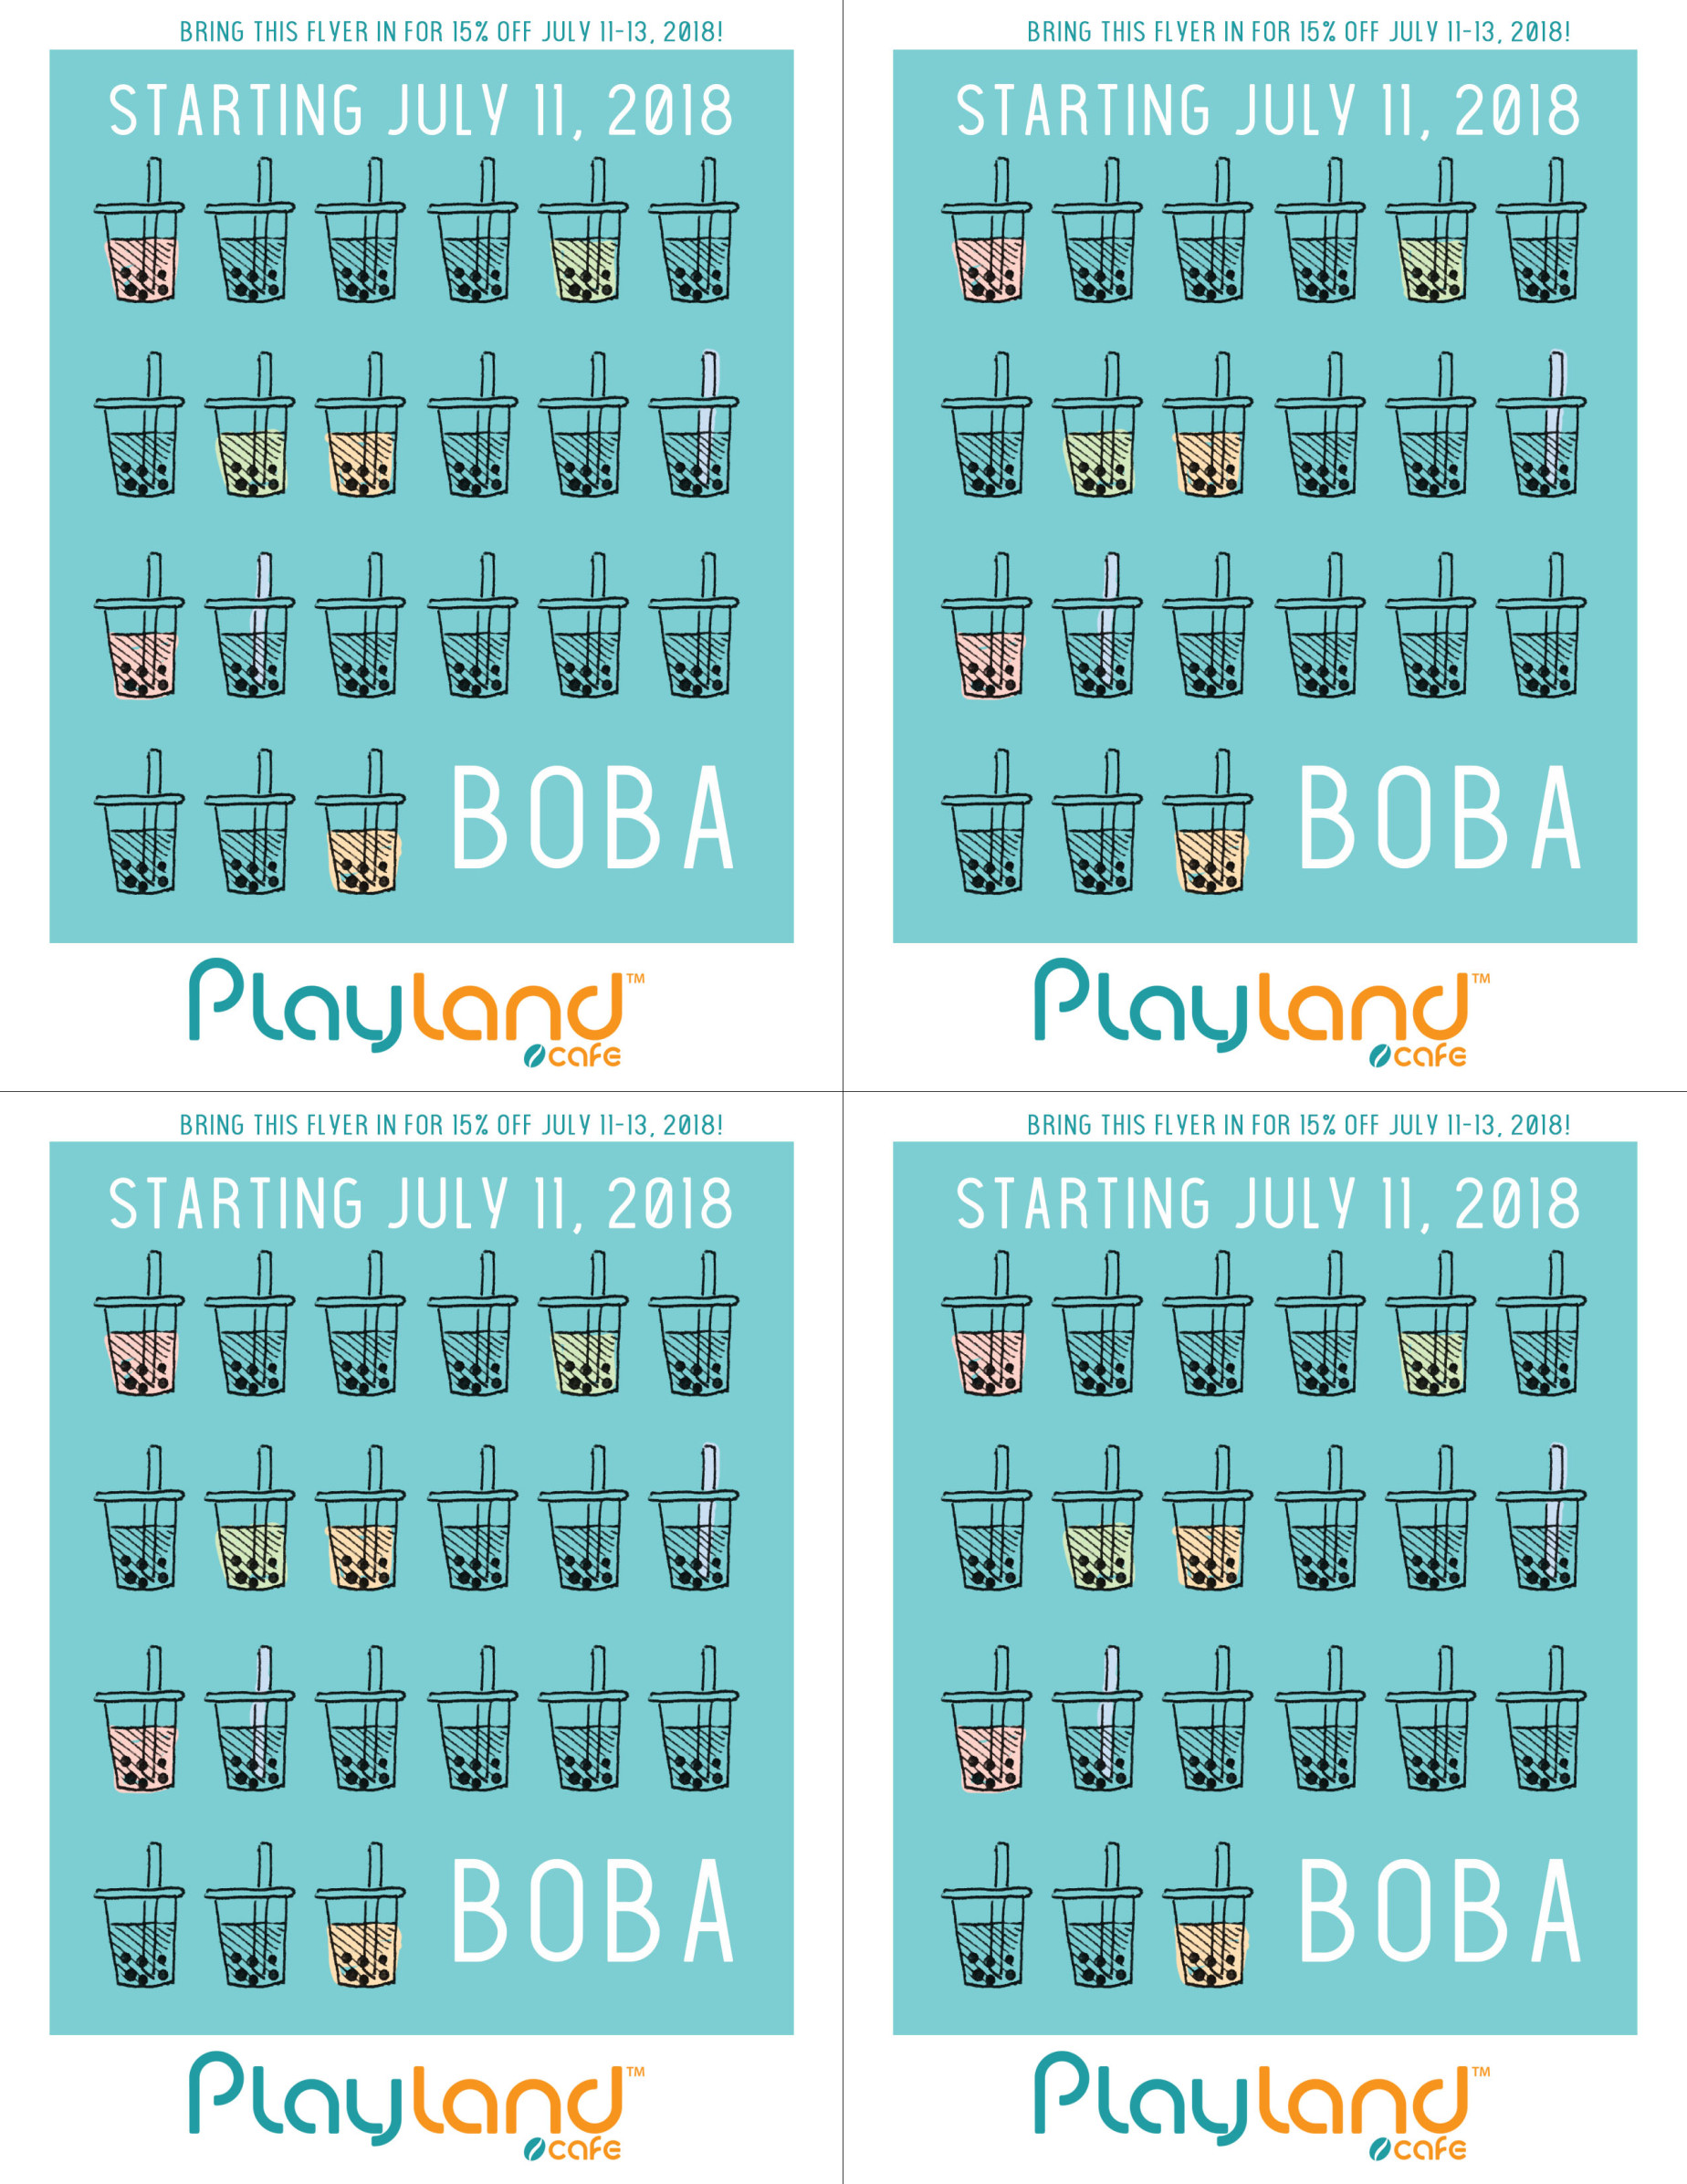 BRING THIS FLYER IN FOR 15% OFF JULY 11-13, 2018!
STARTING JULY 11, 2018
BOBA
Playland™
cafe
BRING THIS FLYER IN FOR 15% OFF JULY 11-13, 2018!
STARTING JULY 11, 2018
BOBA
Playland™
cafe
BRING THIS FLYER IN FOR 15% OFF JULY 11-13, 2018!
STARTING JULY 11, 2018
BOBA
Playland™
cafe
BRING THIS FLYER IN FOR 15% OFF JULY 11-13, 2018!
STARTING JULY 11, 2018
BOBA
Playland™
cafe